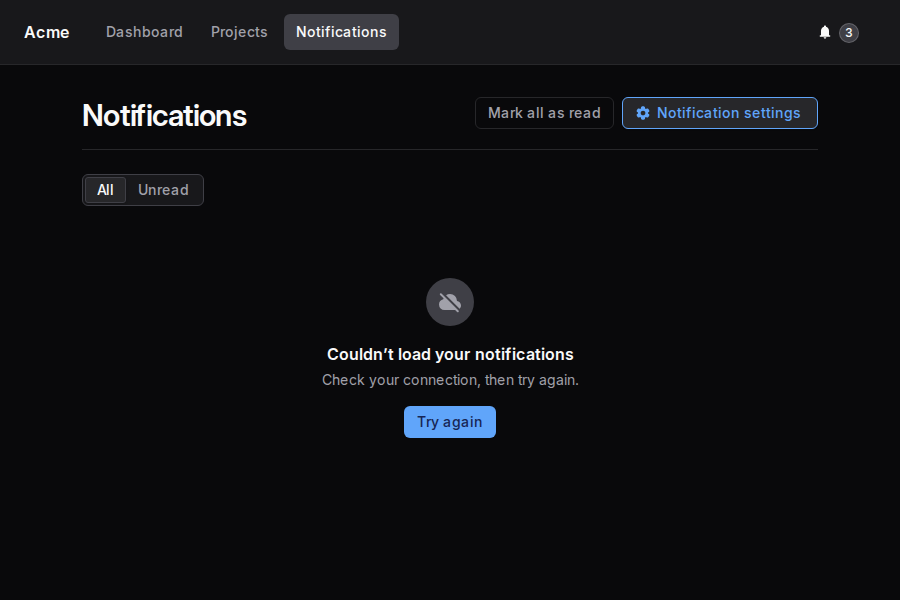 Acme
Dashboard
Projects
Notifications
3
Notifications
Mark all as read
Notification settings
All
Unread
Couldn’t load your notifications
Check your connection, then try again.
Try again